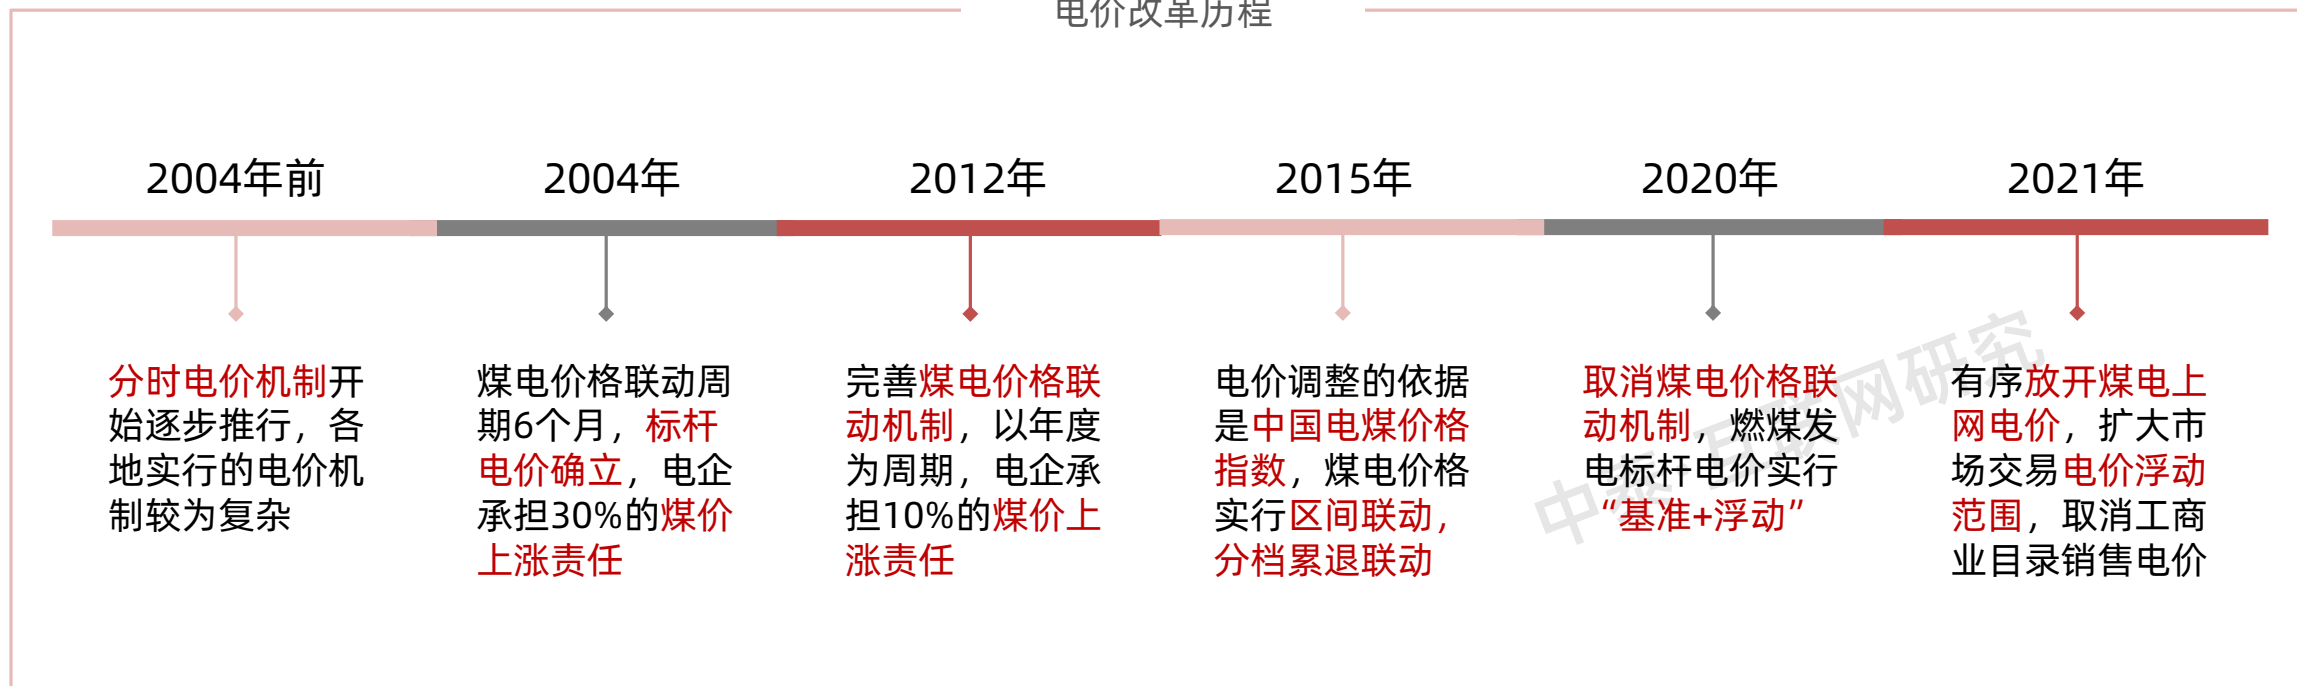 电价改革历程
2004年前
2004年
2012年
2015年
2020年
2021年
分时电价机制开
始逐步推行，各
地实行的电价机
制较为复杂
煤电价格联动周
期6个月，标杆
电价确立，电企
承担30%的煤价
上涨责任
完善煤电价格联
动机制，以年度
为周期，电企承
担10%的煤价上
涨责任
电价调整的依据
是中国电煤价格
指数，煤电价格
实行区间联动，
分档累退联动
取消煤电价格联
动机制，燃煤发
电标杆电价实行
“基准+浮动”
有序放开煤电上
网电价，扩大市
场交易电价浮动
范围，取消工商
业目录销售电价
中泰互联网研究